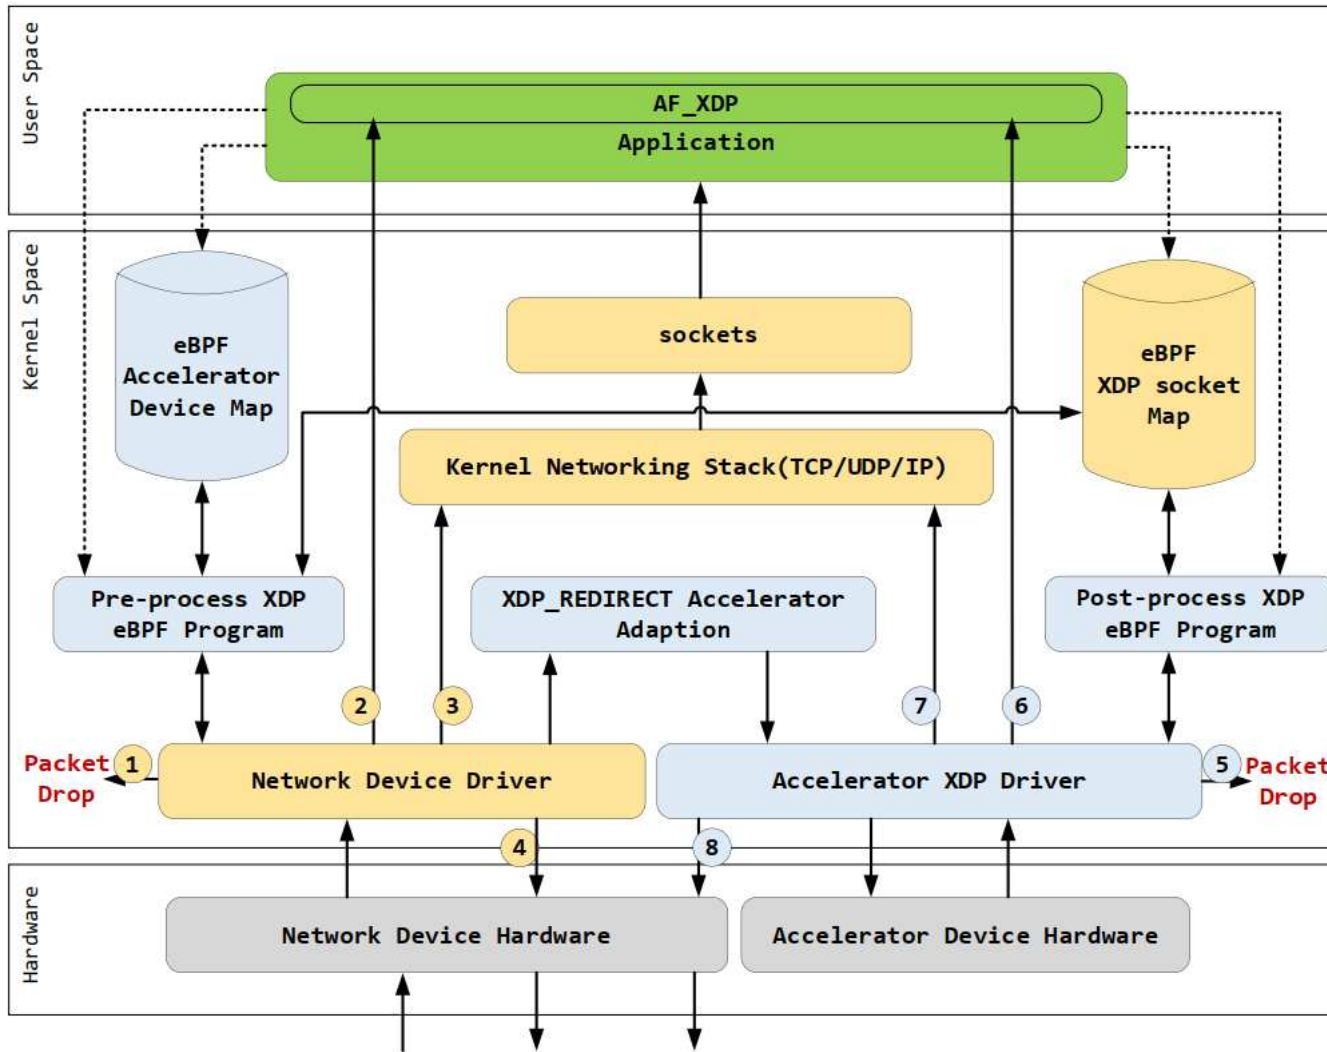 User Space
AF_XDP
Application
Kernel Space
eBPF
Accelerator
Device Map
sockets
eBPF
XDP socket
Map
Kernel Networking Stack(TCP/UDP/IP)
Pre-process XDP
eBPF Program
XDP_REDIRECT Accelerator
Adaption
Post-process XDP
eBPF Program
2
3
7
6
Packet
Drop
1
Network Device Driver
Accelerator XDP Driver
5
Packet
Drop
4
8
Hardware
Network Device Hardware
Accelerator Device Hardware